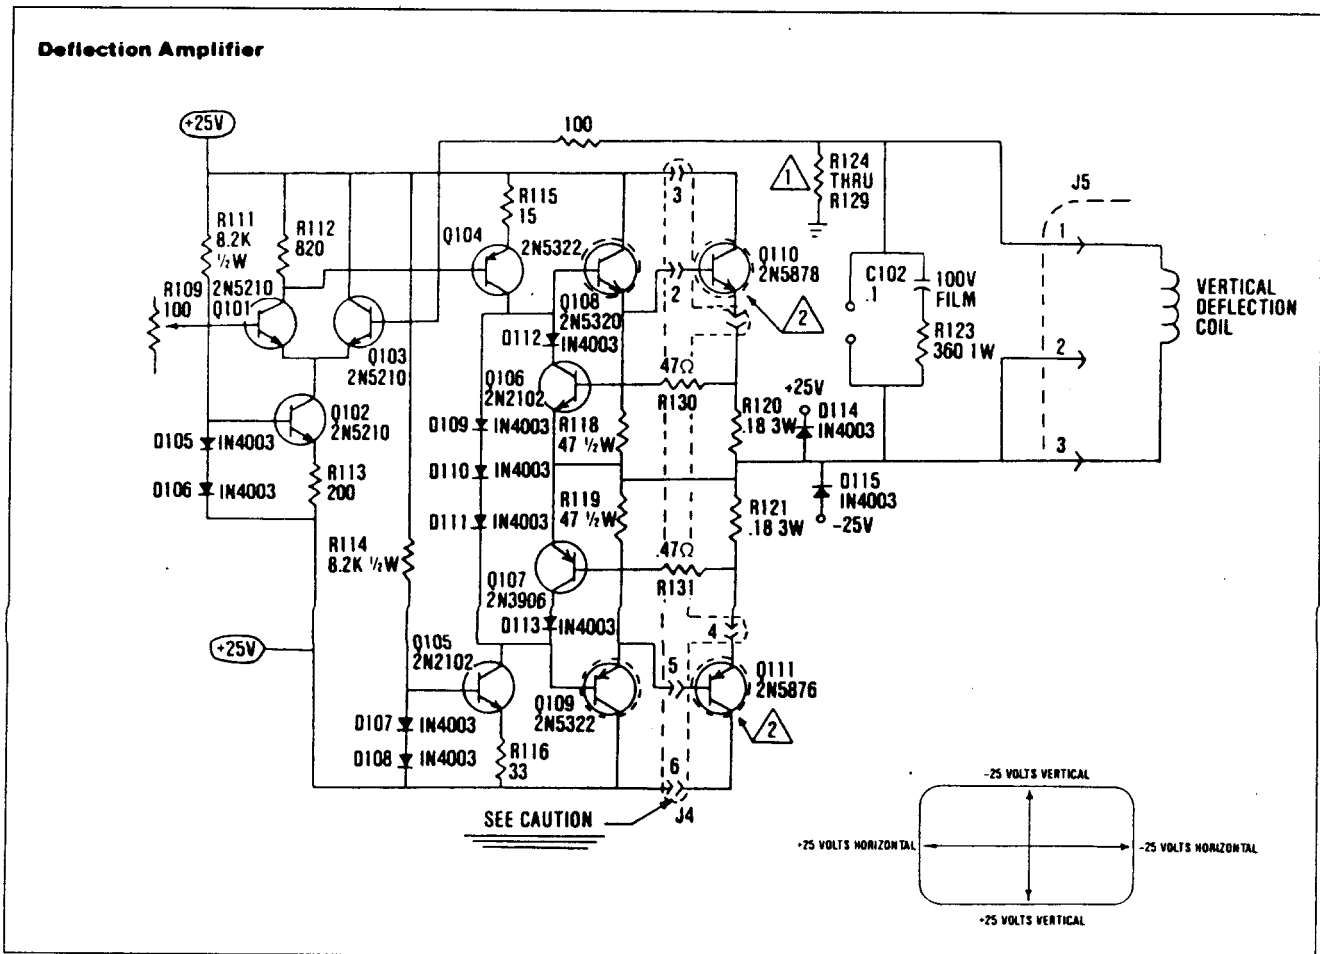 Deflection Amplifier
+25V
100
R124
THRU
R129
1
J5
1
R115
15
3
R111
8.2K
½W
R112
820
Q104
2N5322
Q110
2N5878
C102
.1
100V
FILM
VERTICAL
DEFLECTION
COIL
R109
100
2N5210
Q101
2
Q108
2N5320
2
R123
360 1W
D112
IN4003
Q103
2N5210
2
Q106
2N2102
.47Ω
R130
+25V
D114
IN4003
R120
.18 3W
Q102
2N5210
D109
IN4003
R118
47 ½W
D105
IN4003
3
D110
IN4003
D106
IN4003
R113
200
D115
IN4003
-25V
R119
47 ½W
R121
.18 3W
D111
IN4003
R114
8.2K ½W
.47Ω
R131
Q107
2N3906
D113
IN4003
4
+25V
Q105
2N2102
5
Q111
2N5876
Q109
2N5322
2
D107
IN4003
D108
IN4003
R116
33
6
J4
SEE CAUTION
-25 VOLTS VERTICAL
+25 VOLTS HORIZONTAL
-25 VOLTS HORIZONTAL
+25 VOLTS VERTICAL